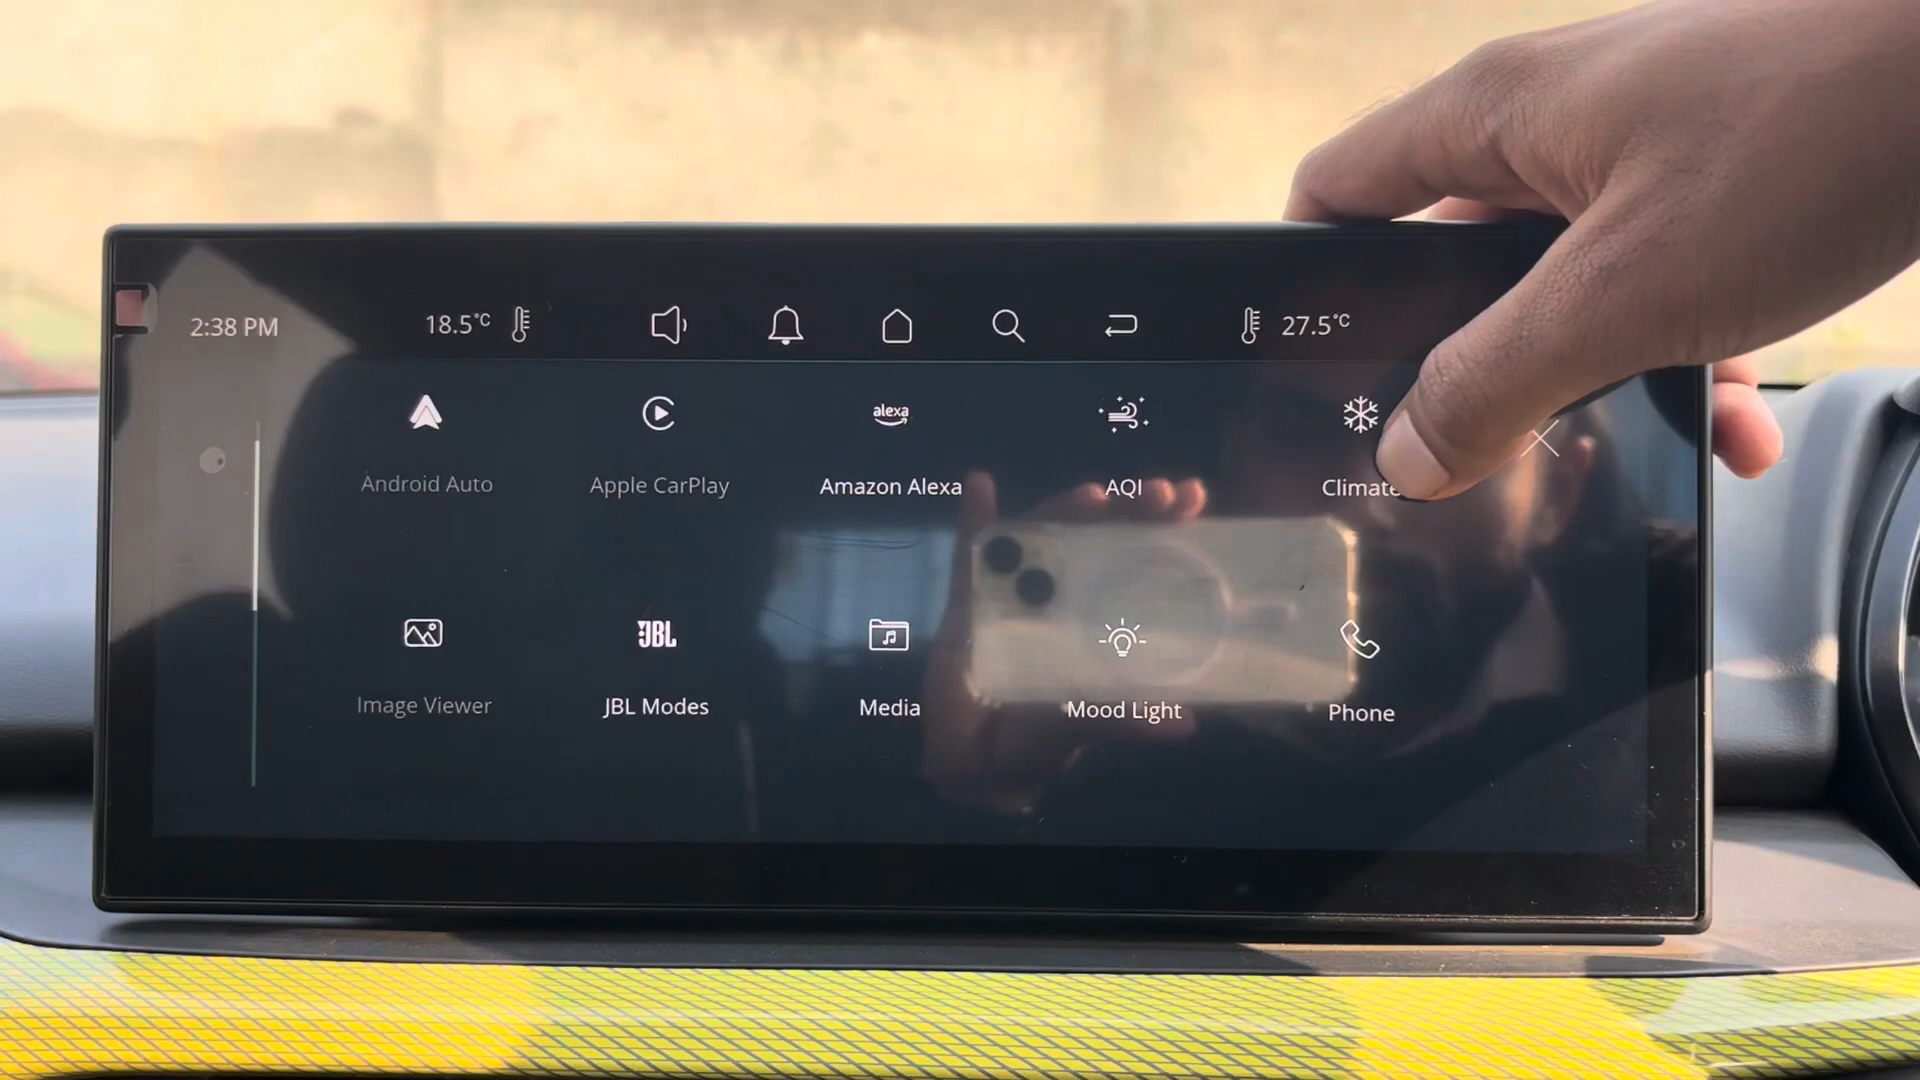 2:38 PM 18.5°C 27.5°C
alexa
Android Auto Apple CarPlay Amazon Alexa AQI Climate
JBL
Image Viewer JBL Modes Media Mood Light Phone